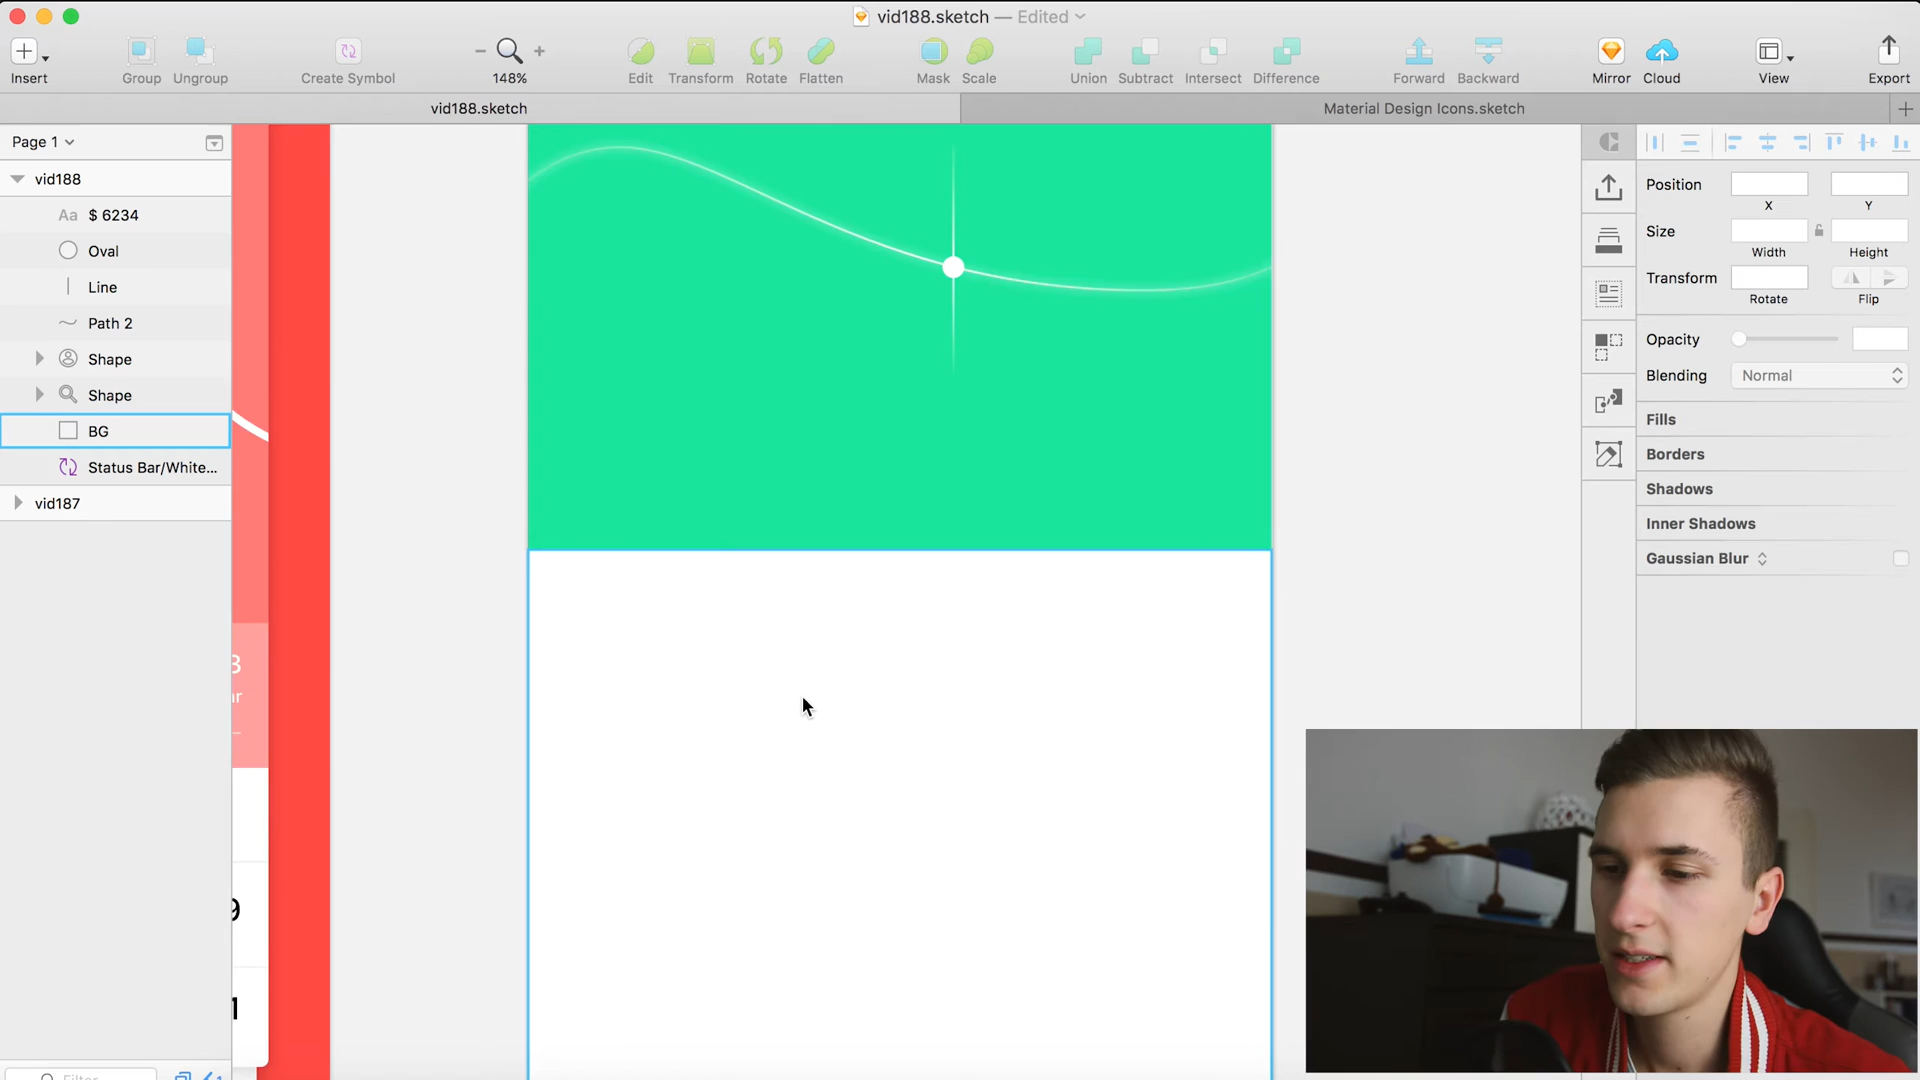 vid188.sketch — Edited
Insert
Group
Ungroup
Create Symbol
148%
Edit
Transform
Rotate
Flatten
Mask
Scale
Union
Subtract
Intersect
Difference
Forward
Backward
Mirror
Cloud
View
Export
vid188.sketch
Material Design Icons.sketch
Page 1
vid188
Aa $ 6234
Oval
Line
Path 2
Shape
Shape
BG
Status Bar/White...
vid187
Filter
Position
X
Y
Size
Width
Height
Transform
Rotate
Flip
Opacity
Blending
Normal
Fills
Borders
Shadows
Inner Shadows
Gaussian Blur